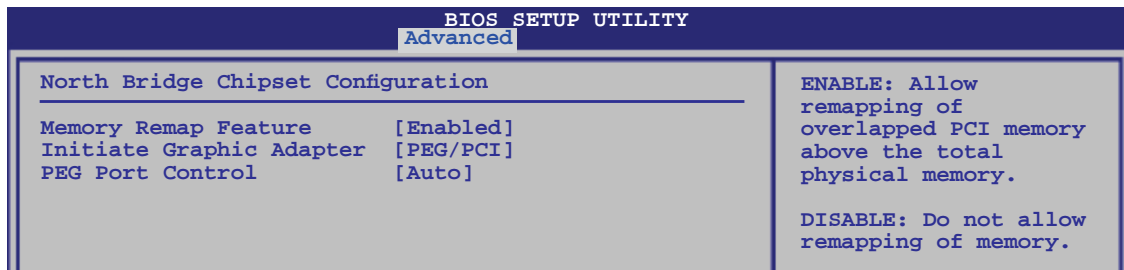 BIOS SETUP UTILITY
Advanced
North Bridge Chipset Configuration
Memory Remap Feature [Enabled]
Initiate Graphic Adapter [PEG/PCI]
PEG Port Control [Auto]
ENABLE: Allow
remapping of
overlapped PCI memory
above the total
physical memory.
DISABLE: Do not allow
remapping of memory.